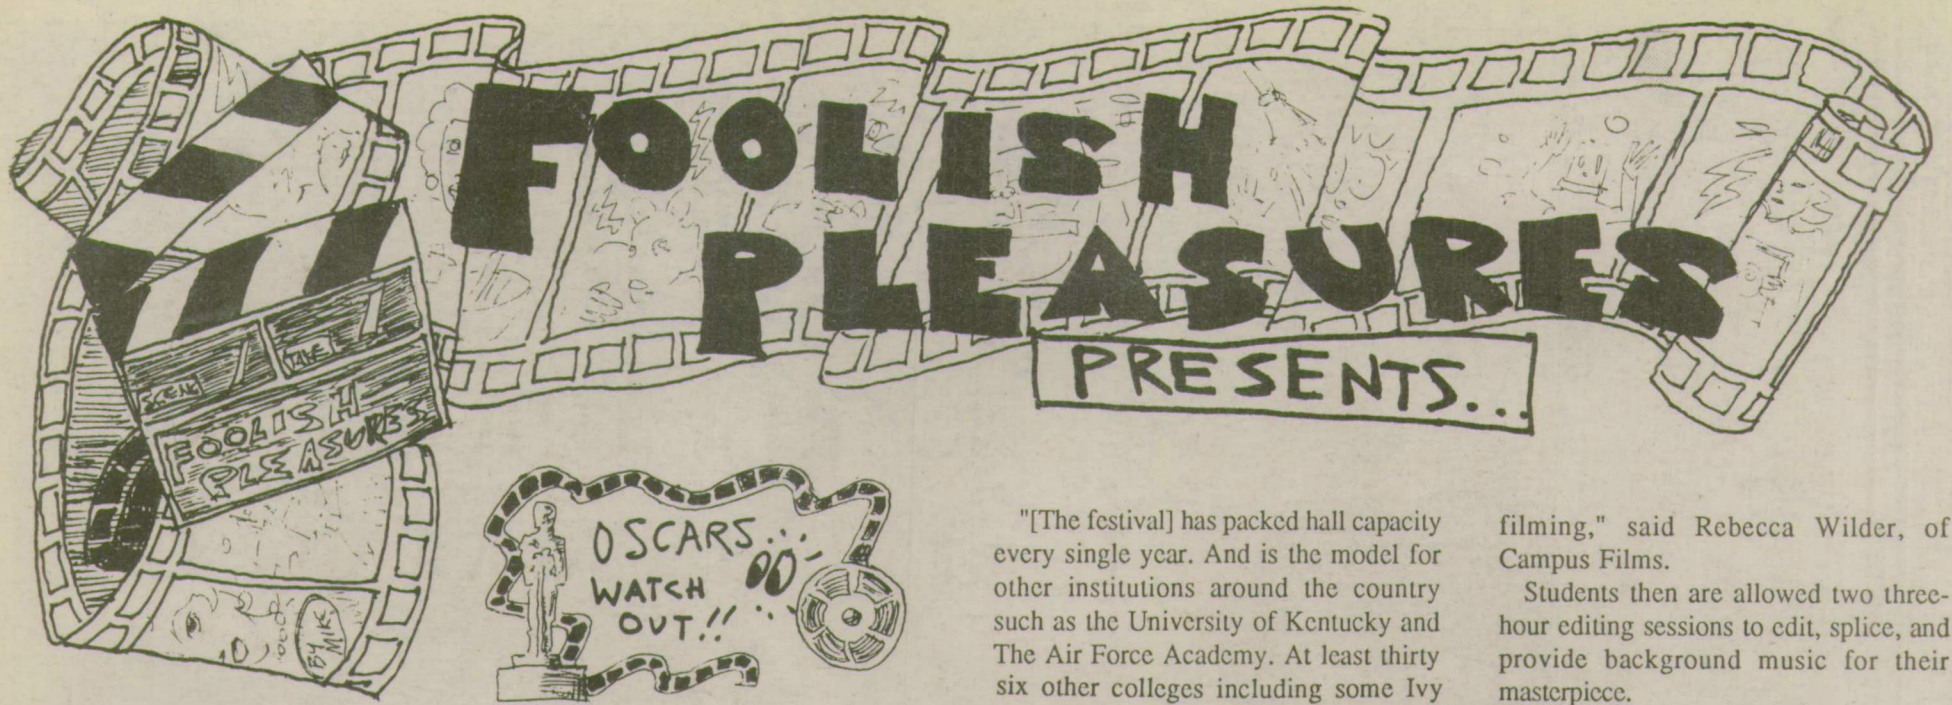 FOOLISH
PLEASURES
PRESENTS...
SCENE
TAKE
FOOLISH
PLEASURES
BY MIKE
OSCARS...
WATCH
OUT!!
"[The festival] has packed hall capacity
every single year. And is the model for
other institutions around the country
such as the University of Kentucky and
The Air Force Academy. At least thirty
six other colleges including some Ivy
filming," said Rebecca Wilder, of
Campus Films.
Students then are allowed two three-
hour editing sessions to edit, splice, and
provide background music for their
masterpiece.